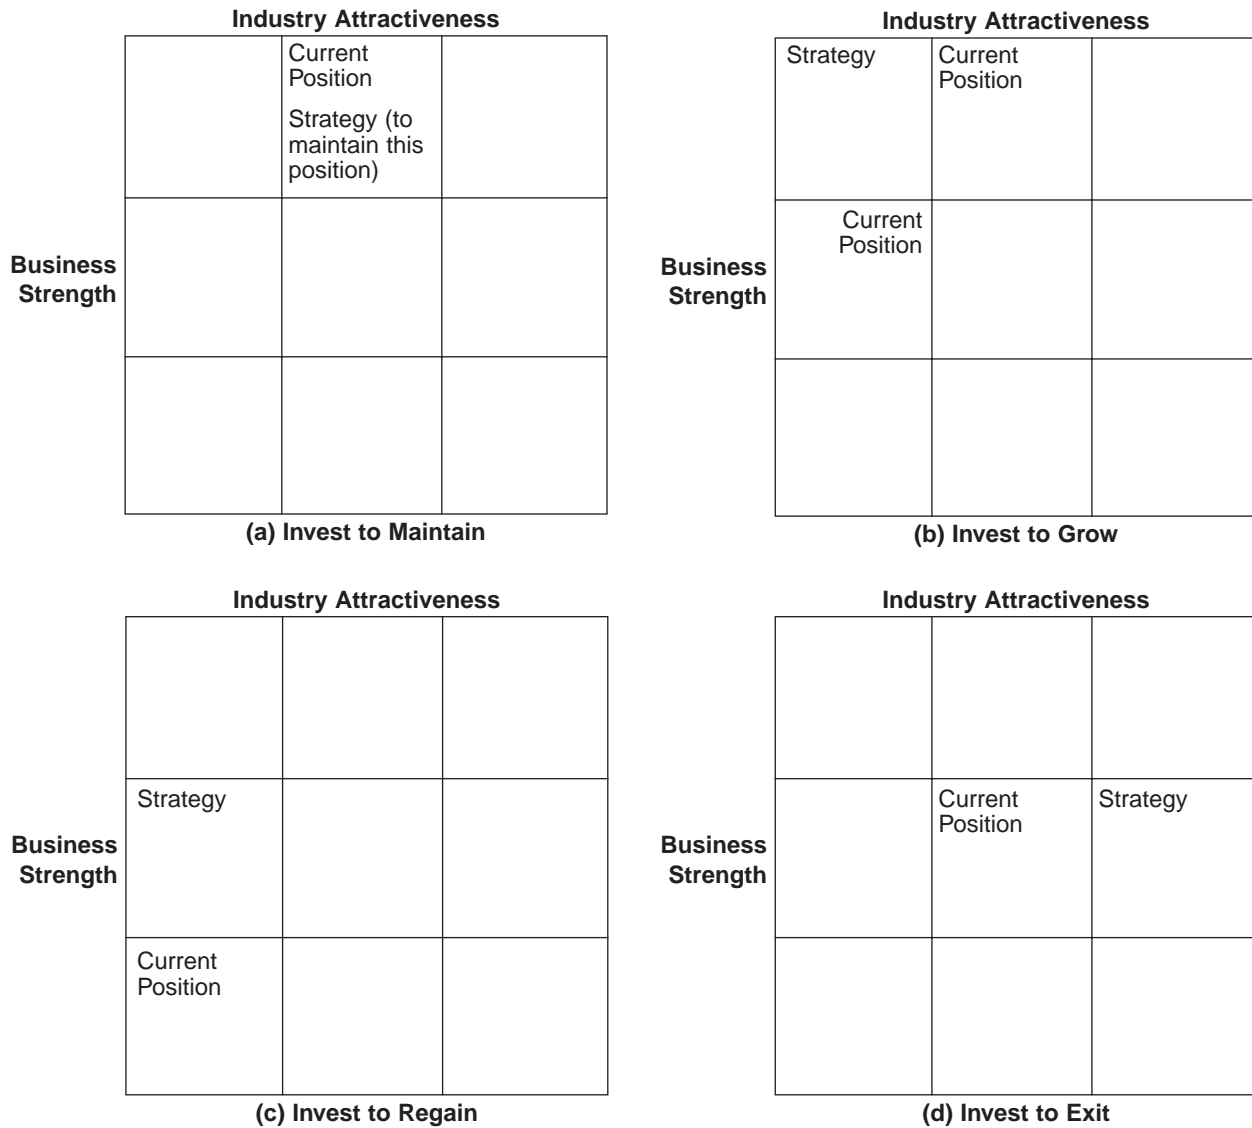 Industry Attractiveness
Current
Position
Strategy (to
maintain this
position)
Business
Strength
(a) Invest to Maintain
Industry Attractiveness
Strategy
Current
Position
Current
Position
Business
Strength
(b) Invest to Grow
Industry Attractiveness
Strategy
Business
Strength
Current
Position
(c) Invest to Regain
Industry Attractiveness
Current
Position
Strategy
Business
Strength
(d) Invest to Exit